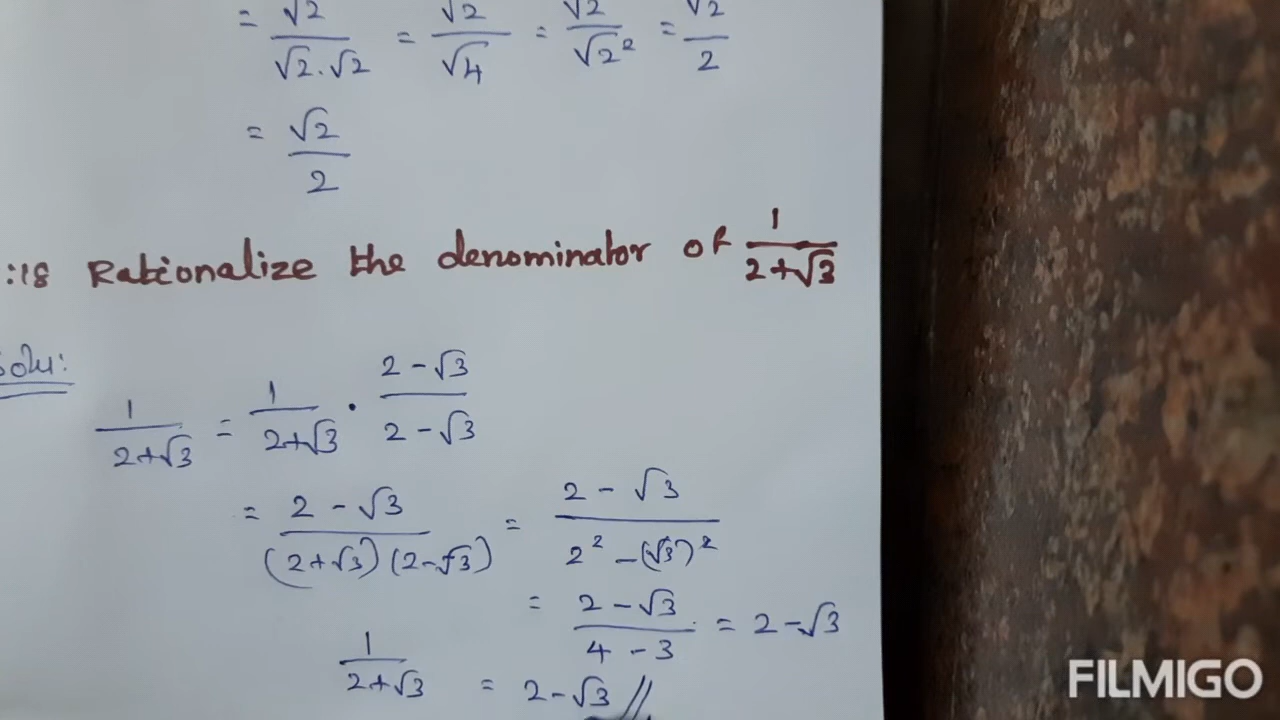 = √2/√2.√2 = √2/√4 = √2/√2² = √2/2
= √2/2
:18 Rationalize the denominator of 1/2+√3
Solu:
1/2+√3 = 1/2+√3 . 2-√3/2-√3
= 2-√3/(2+√3)(2-√3) = 2-√3/2²-(√3)²
= 2-√3/4-3 = 2-√3
1/2+√3 = 2-√3 //
FILMIGO